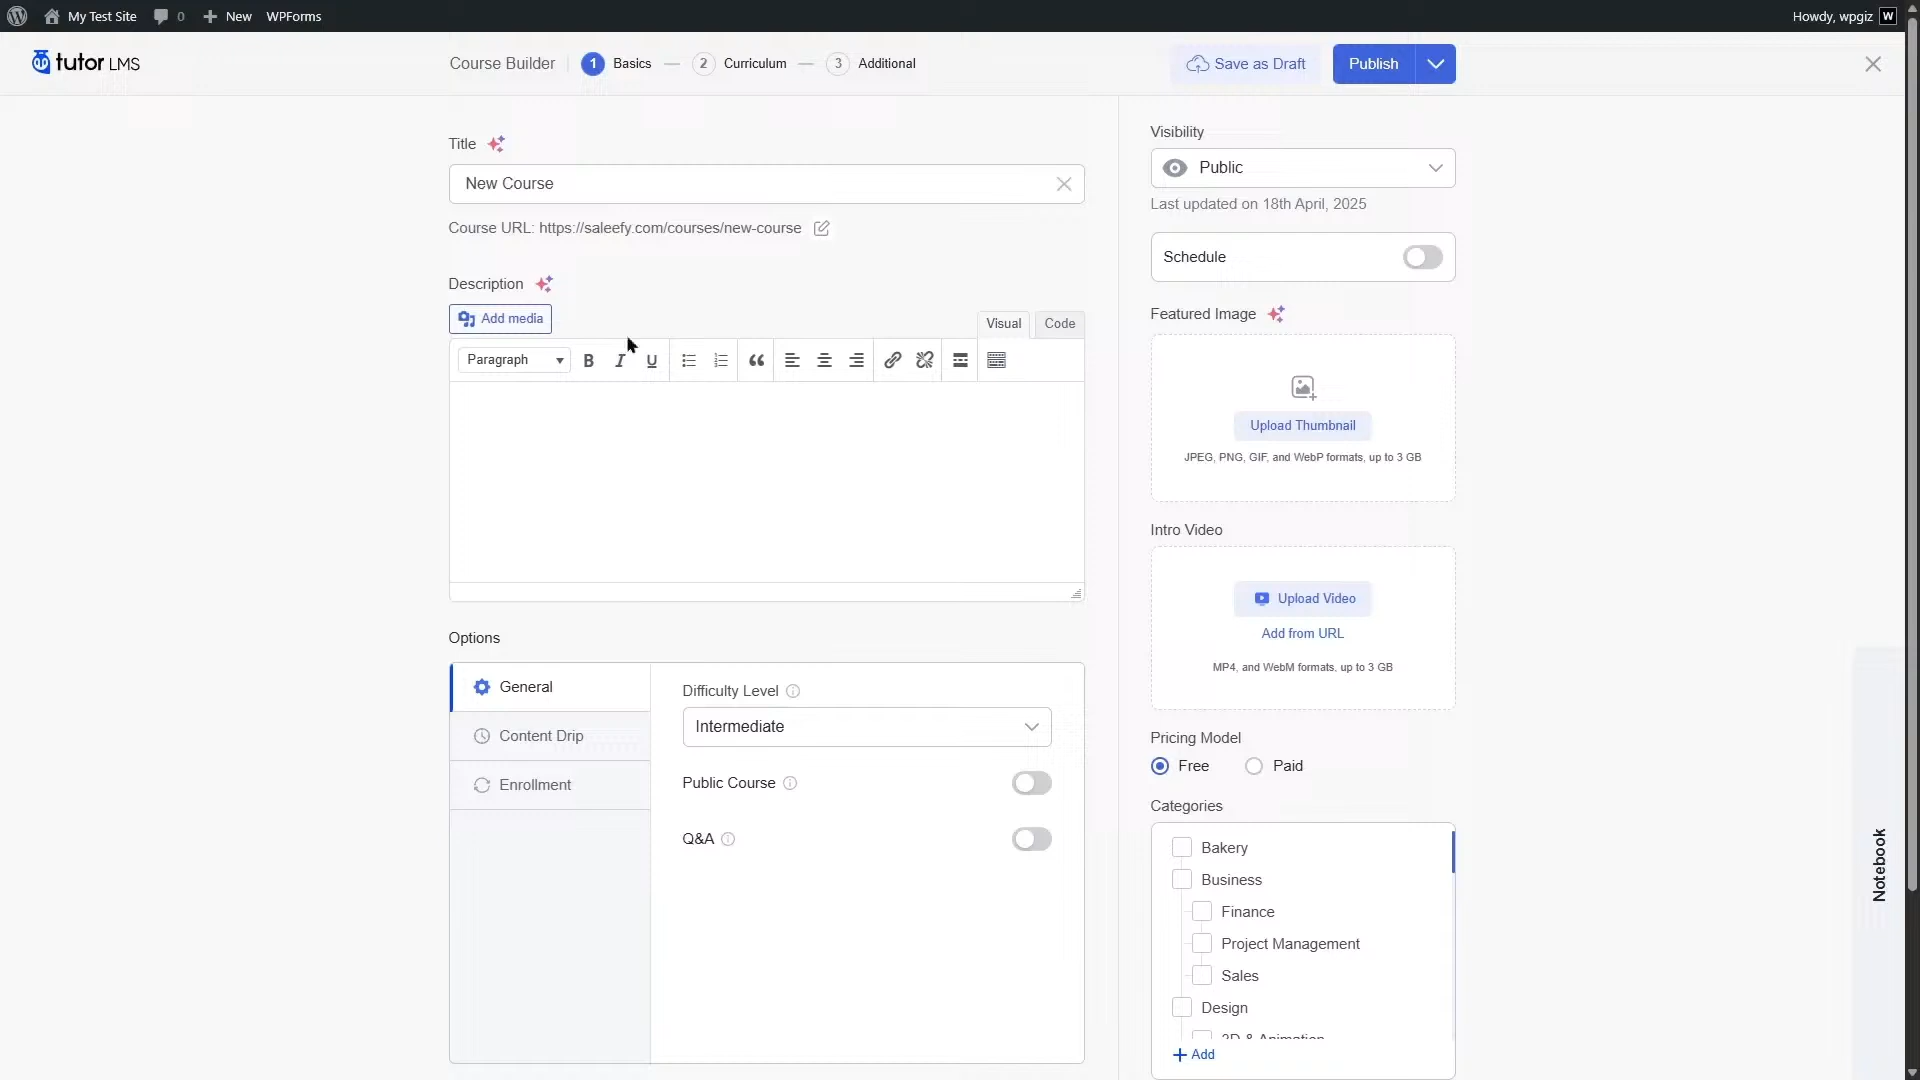 My Test Site 0 New WPForms Howdy, wpgiz W
tutor LMS Course Builder 1 Basics 2 Curriculum 3 Additional Save as Draft Publish
Title
New Course
Course URL: https://saleefy.com/courses/new-course
Description
Add media
Visual Code
Paragraph B I U
Options
General
Content Drip
Enrollment
Difficulty Level
Intermediate
Public Course
Q&A
Visibility
Public
Last updated on 18th April, 2025
Schedule
Featured Image
Upload Thumbnail
JPEG, PNG, GIF, and WebP formats, up to 3 GB
Intro Video
Upload Video
Add from URL
MP4, and WebM formats, up to 3 GB
Pricing Model
Free Paid
Categories
Bakery
Business
Finance
Project Management
Sales
Design
2D & Animation
Add
Notebook